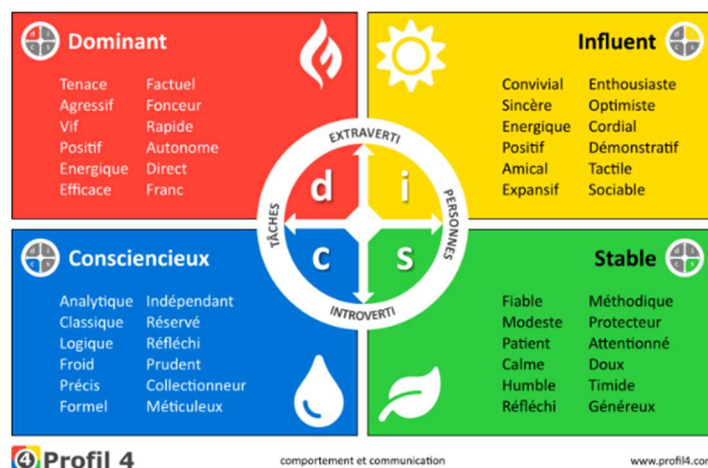 Dominant
Tenace Factuel
Agressif Fonceur
Vif Rapide
Positif Autonome
Energique Direct
Efficace Franc
Influent
Convivial Enthousiaste
Sincère Optimiste
Energique Cordial
Positif Démonstratif
Amical Tactile
Expansif Sociable
EXTRAVERTI
TÂCHES
PERSONNES
INTROVERTI
d i
c s
Consciencieux
Analytique Indépendant
Classique Réservé
Logique Réfléchi
Froid Prudent
Précis Collectionneur
Formel Méticuleux
Stable
Fiable Méthodique
Modeste Protecteur
Patient Attentionné
Calme Doux
Humble Timide
Réfléchi Généreux
4 Profil 4
comportement et communication
www.profil4.com